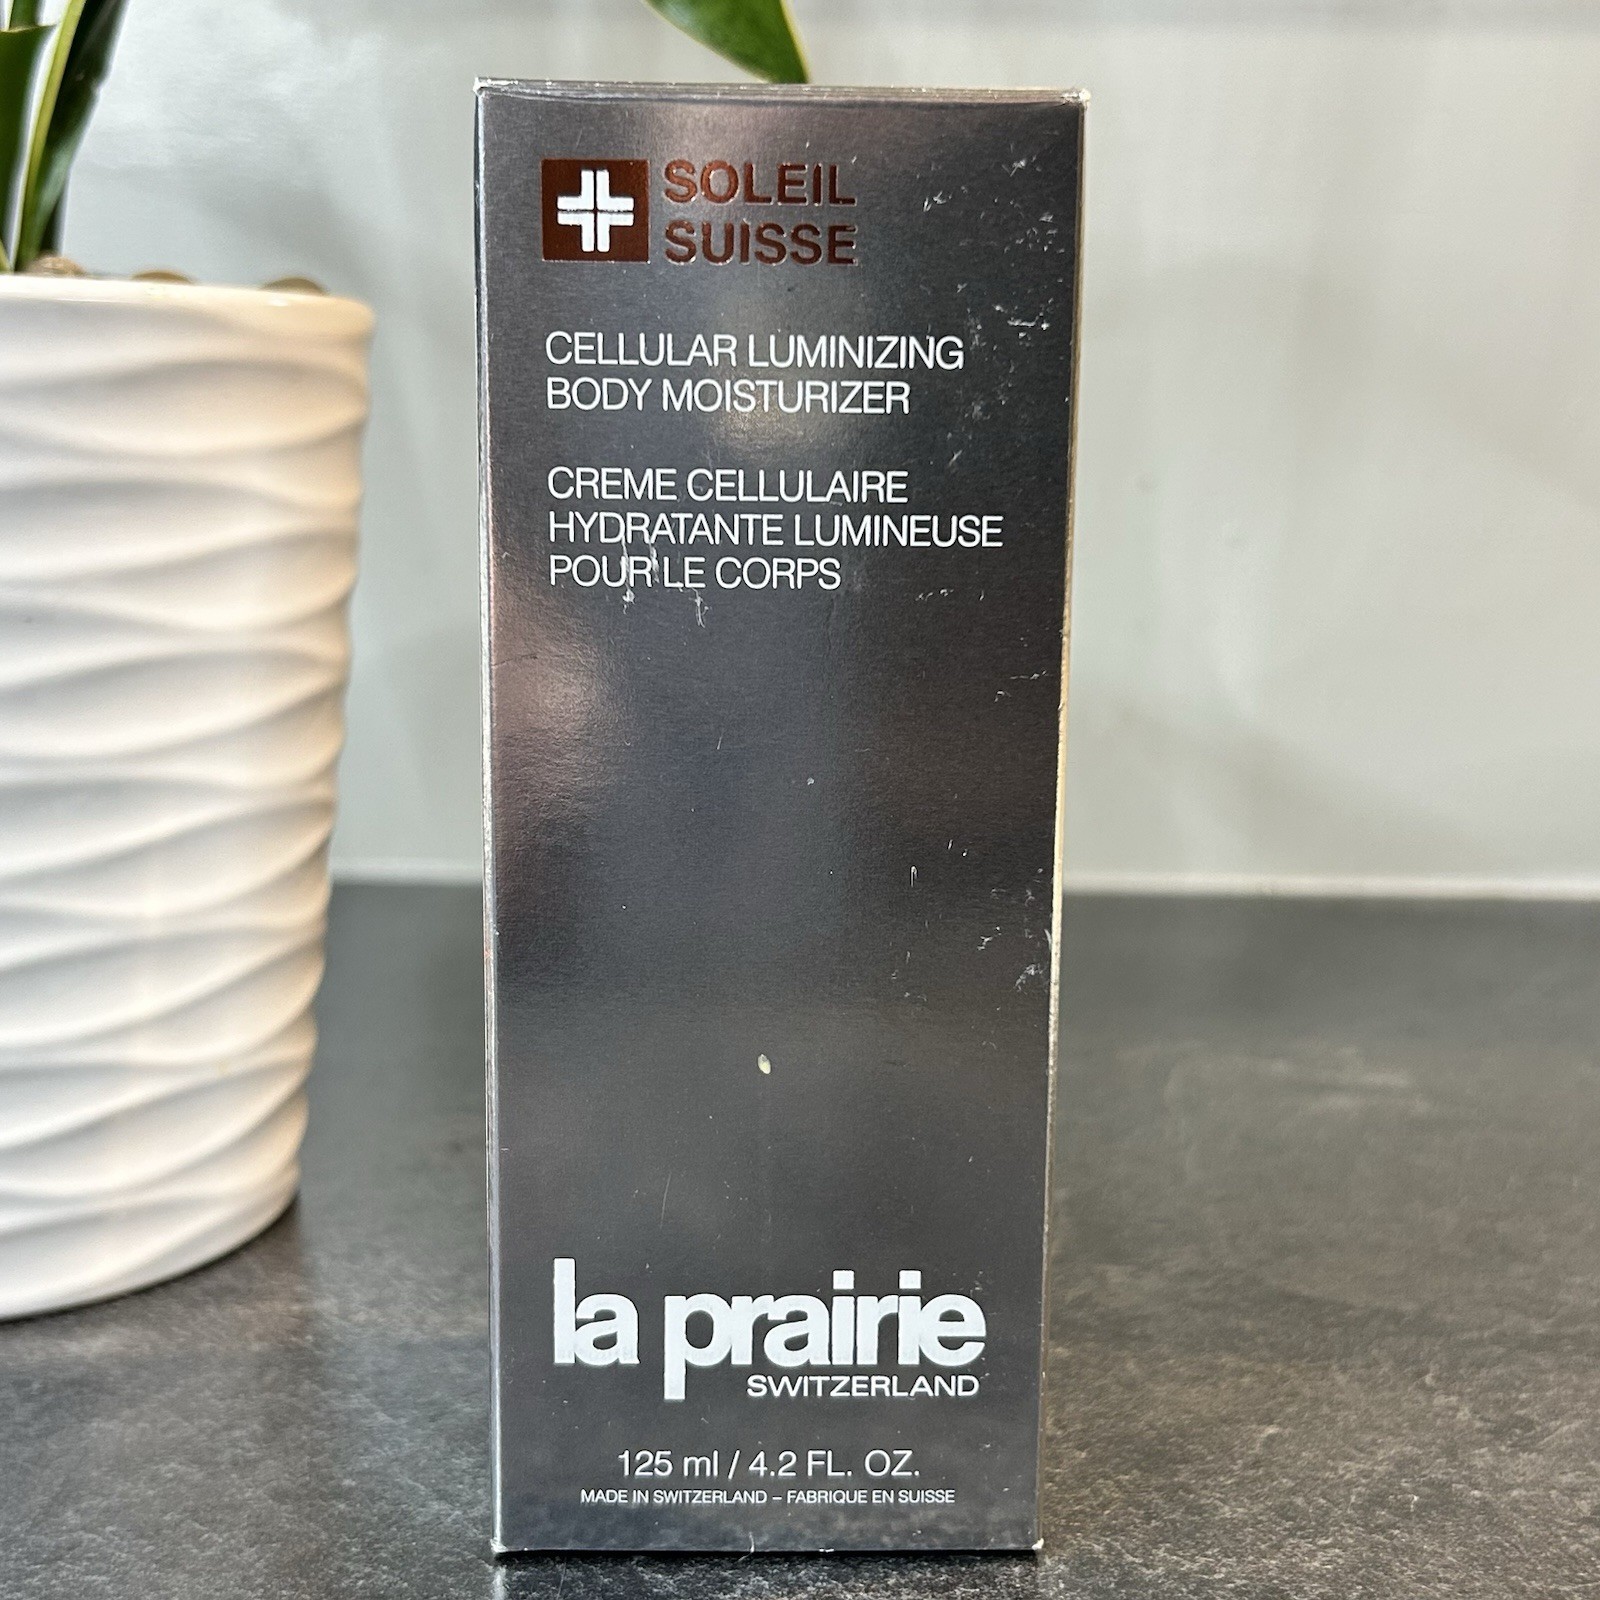 SOLEIL
SUISSE
CELLULAR LUMINIZING
BODY MOISTURIZER
CREME CELLULAIRE
HYDRATANTE LUMINEUSE
POUR LE CORPS
la prairie
SWITZERLAND
125 ml / 4.2 FL. OZ.
MADE IN SWITZERLAND – FABRIQUE EN SUISSE